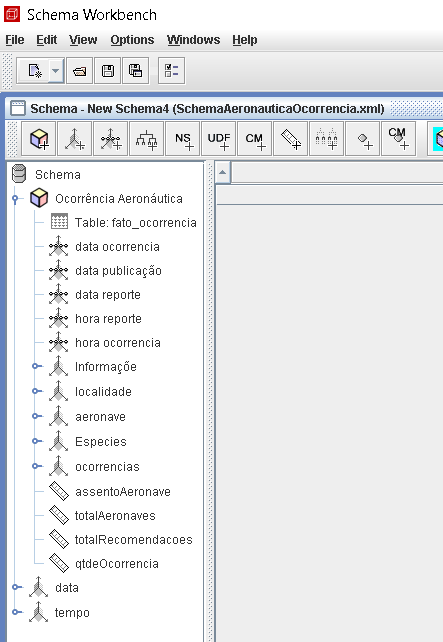 Schema Workbench
File Edit View Options Windows Help
Schema - New Schema4 (SchemaAeronauticaOcorrencia.xml)
NS UDF CM CM
Schema
Ocorrência Aeronáutica
Table: fato_ocorrencia
data ocorrencia
data publicação
data reporte
hora reporte
hora ocorrencia
Informaçõe
localidade
aeronave
Especies
ocorrencias
assentoAeronave
totalAeronaves
totalRecomendacoes
qtdeOcorrencia
data
tempo